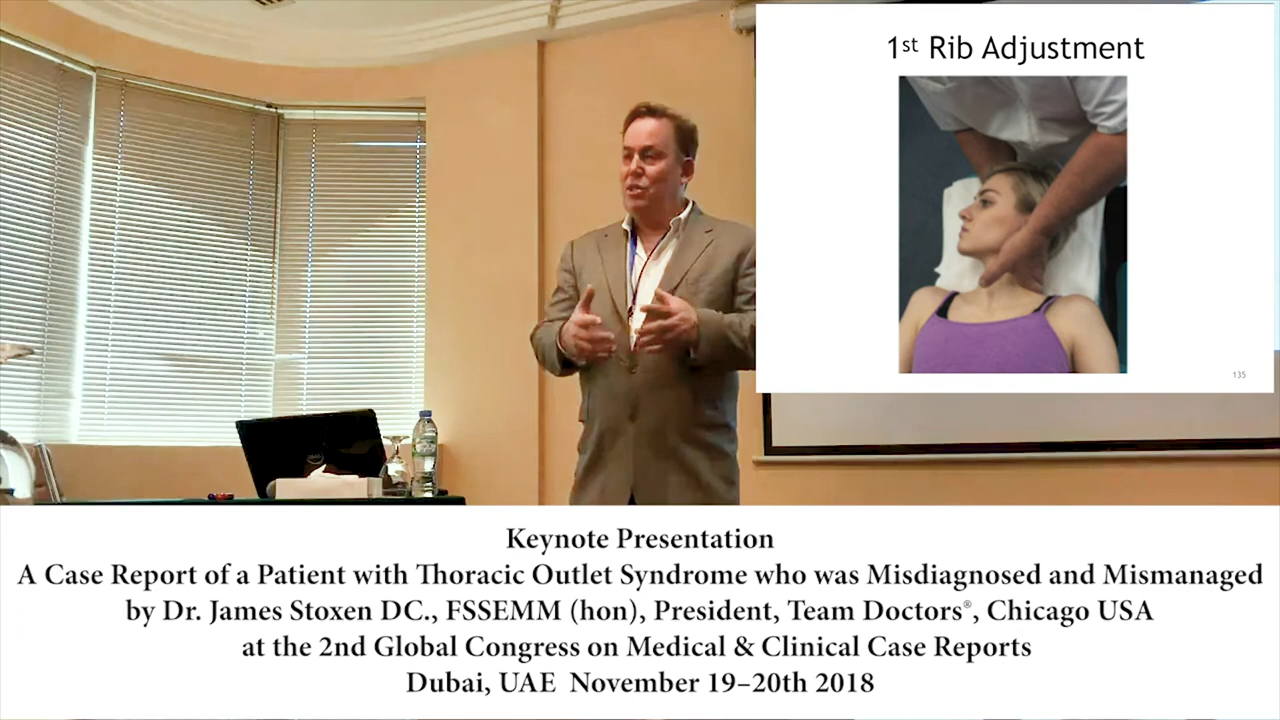 1st Rib Adjustment
135
Keynote Presentation
A Case Report of a Patient with Thoracic Outlet Syndrome who was Misdiagnosed and Mismanaged
by Dr. James Stoxen DC., FSSEMM (hon), President, Team Doctors®, Chicago USA
at the 2nd Global Congress on Medical & Clinical Case Reports
Dubai, UAE November 19–20th 2018